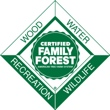 WOOD
WATER
CERTIFIED
FAMILY
FOREST
RECREATION
WILDLIFE